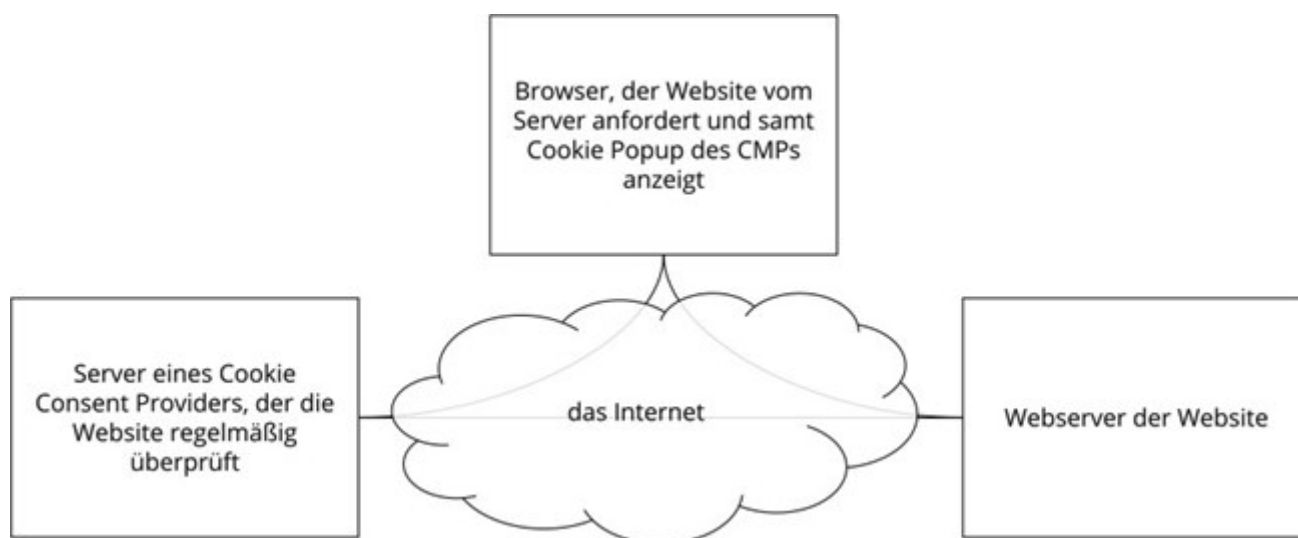 Browser, der Website vom
Server anfordert und samt
Cookie Popup des CMPs
anzeigt
Server eines Cookie
Consent Providers, der die
Website regelmäßig
überprüft
das Internet
Webserver der Website